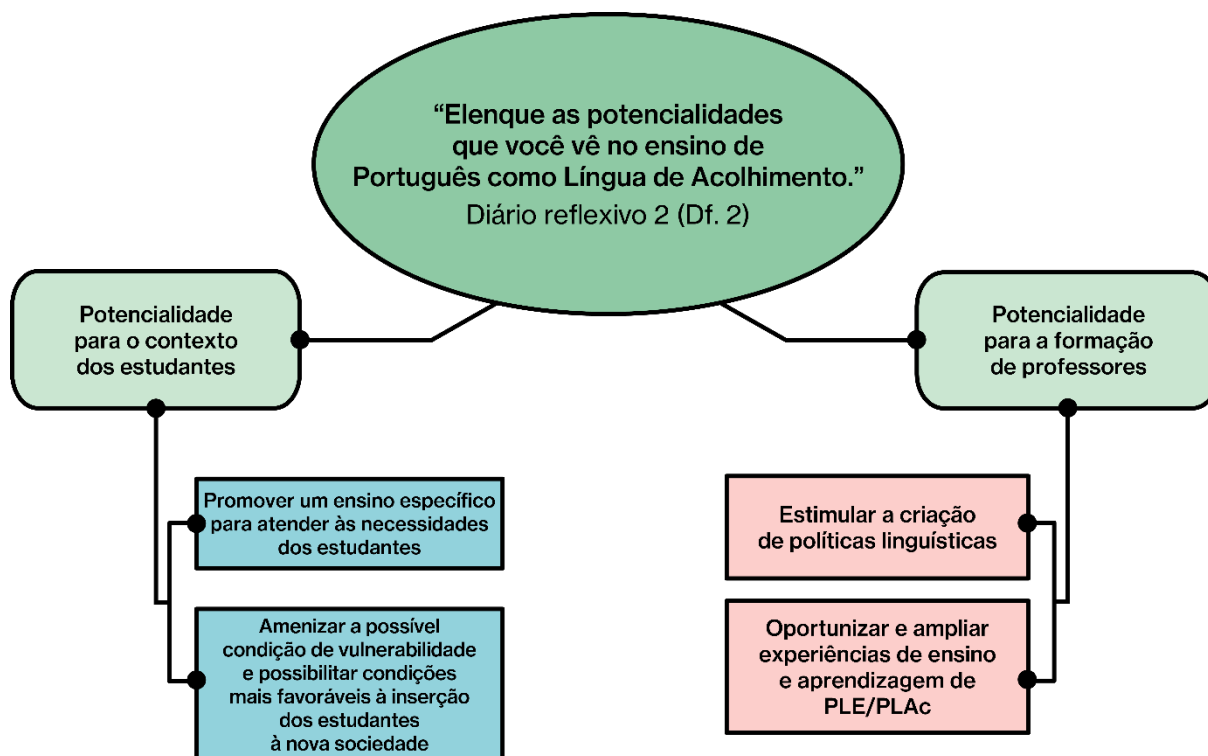 “Elenque as potencialidades
que você vê no ensino de
Português como Língua de Acolhimento.”
Diário reflexivo 2 (Df. 2)
Potencialidade
para o contexto
dos estudantes
Potencialidade
para a formação
de professores
Promover um ensino específico
para atender às necessidades
dos estudantes
Estimular a criação
de políticas linguísticas
Amenizar a possível
condição de vulnerabilidade
e possibilitar condições
mais favoráveis à inserção
dos estudantes
à nova sociedade
Oportunizar e ampliar
experiências de ensino
e aprendizagem de
PLE/PLAc